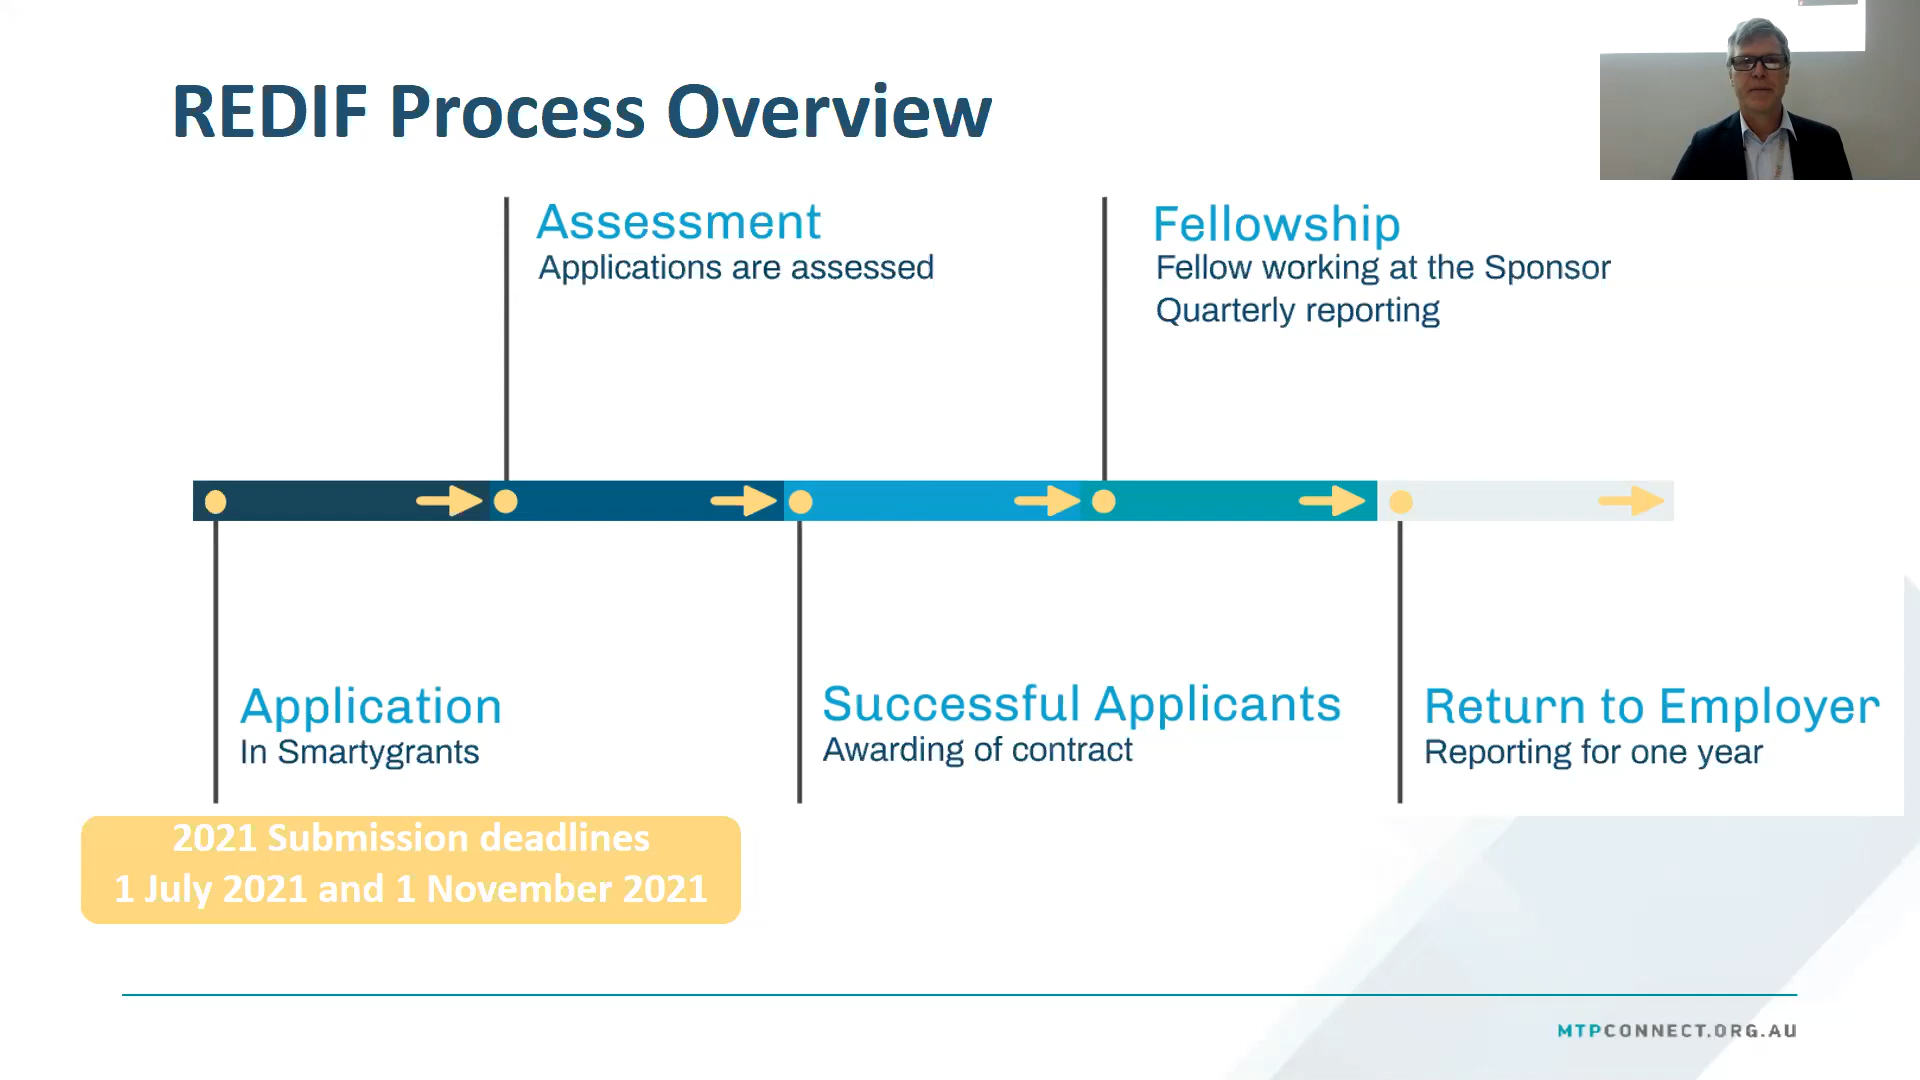 REDIF Process Overview
Assessment
Applications are assessed
Fellowship
Fellow working at the Sponsor
Quarterly reporting
Application
In Smartygrants
Successful Applicants
Awarding of contract
Return to Employer
Reporting for one year
2021 Submission deadlines
1 July 2021 and 1 November 2021
MTPCONNECT.ORG.AU